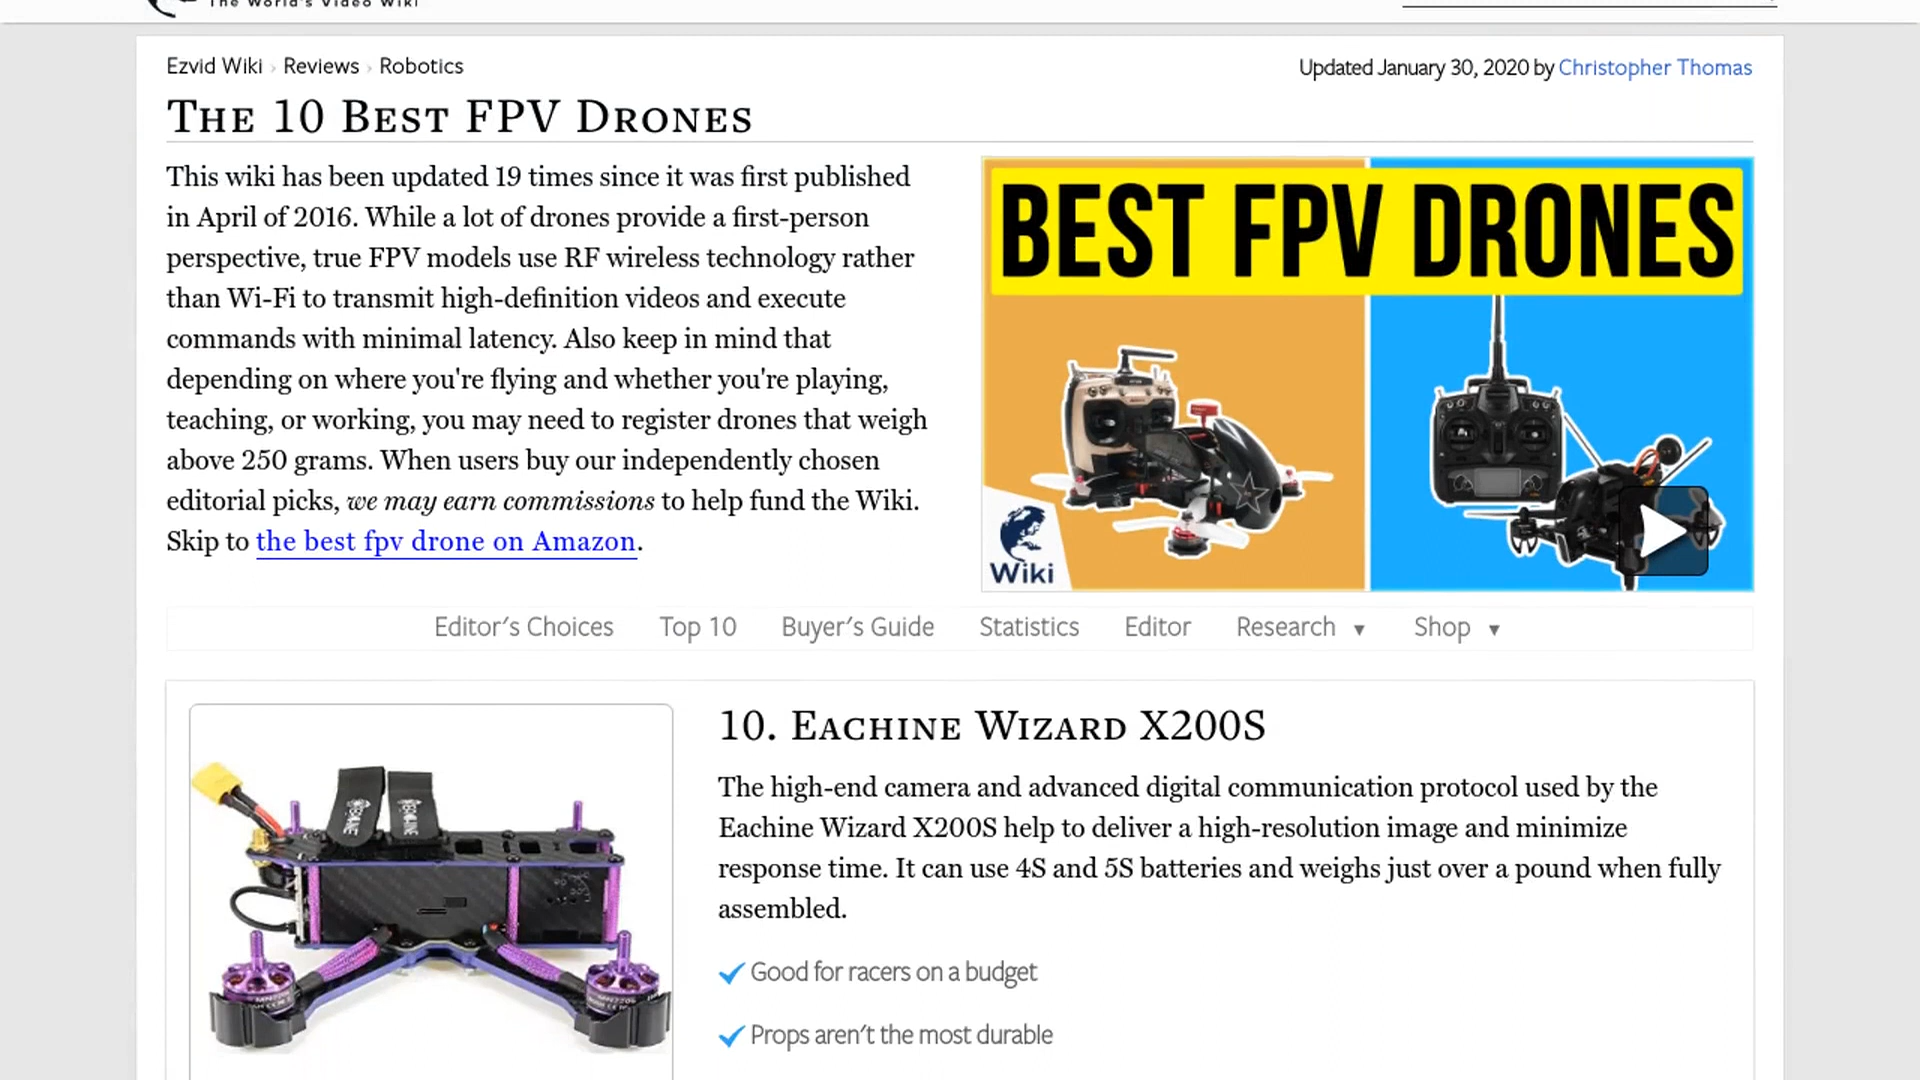 The World's Video Wiki
Ezvid Wiki › Reviews › Robotics
Updated January 30, 2020 by Christopher Thomas
The 10 Best FPV Drones
This wiki has been updated 19 times since it was first published
in April of 2016. While a lot of drones provide a first-person
perspective, true FPV models use RF wireless technology rather
than Wi-Fi to transmit high-definition videos and execute
commands with minimal latency. Also keep in mind that
depending on where you're flying and whether you're playing,
teaching, or working, you may need to register drones that weigh
above 250 grams. When users buy our independently chosen
editorial picks, we may earn commissions to help fund the Wiki.
Skip to the best fpv drone on Amazon.
BEST FPV DRONES
Wiki
Editor's Choices Top 10 Buyer's Guide Statistics Editor Research ▼ Shop ▼
10. Eachine Wizard X200S
The high-end camera and advanced digital communication protocol used by the
Eachine Wizard X200S help to deliver a high-resolution image and minimize
response time. It can use 4S and 5S batteries and weighs just over a pound when fully
assembled.
Good for racers on a budget
Props aren't the most durable